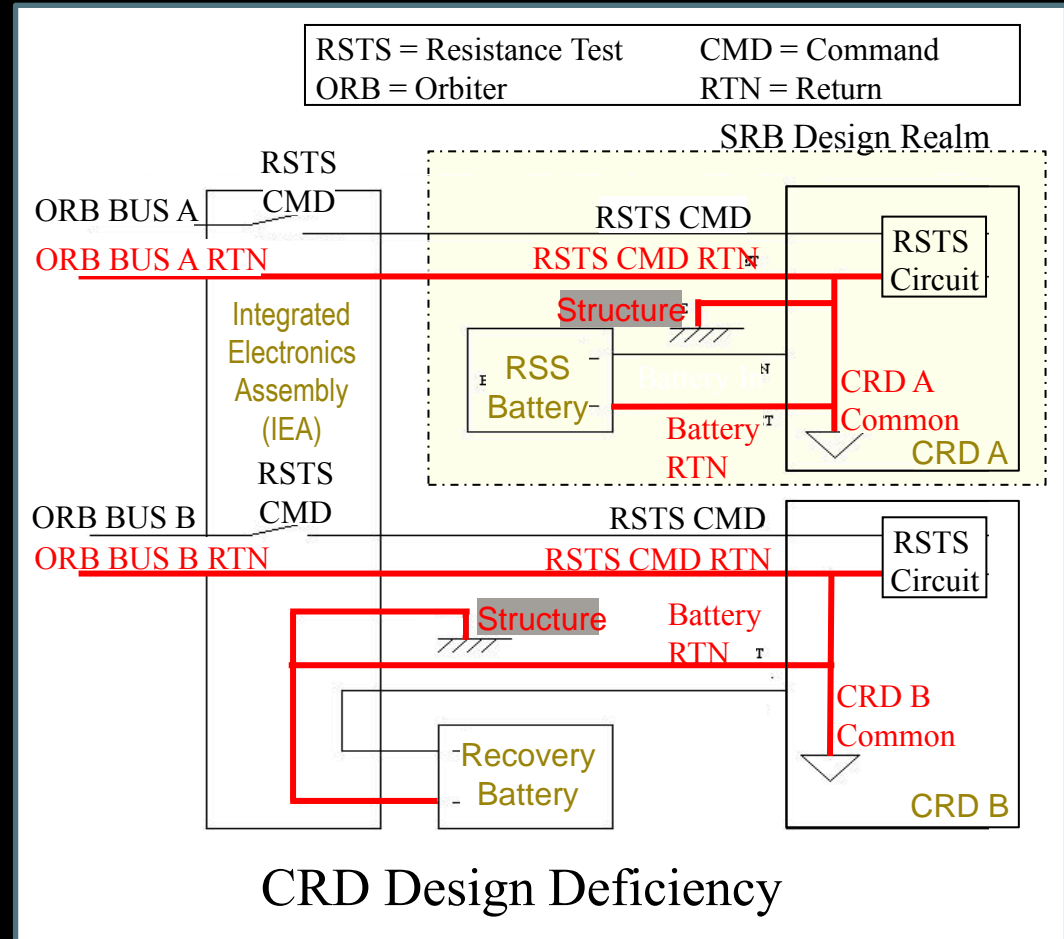 RSTS = Resistance Test CMD = Command
ORB = Orbiter RTN = Return
SRB Design Realm
RSTS
CMD
ORB BUS A
RSTS CMD
ORB BUS A RTN
RSTS CMD RTN
RSTS
Circuit
Structure
Integrated
Electronics
Assembly
(IEA)
RSS
Battery
Battery
RTN
CRD A
Common
CRD A
RSTS
CMD
ORB BUS B
RSTS CMD
ORB BUS B RTN
RSTS CMD RTN
RSTS
Circuit
Structure
Battery
RTN
T
CRD B
Common
Recovery
Battery
CRD B
CRD Design Deficiency